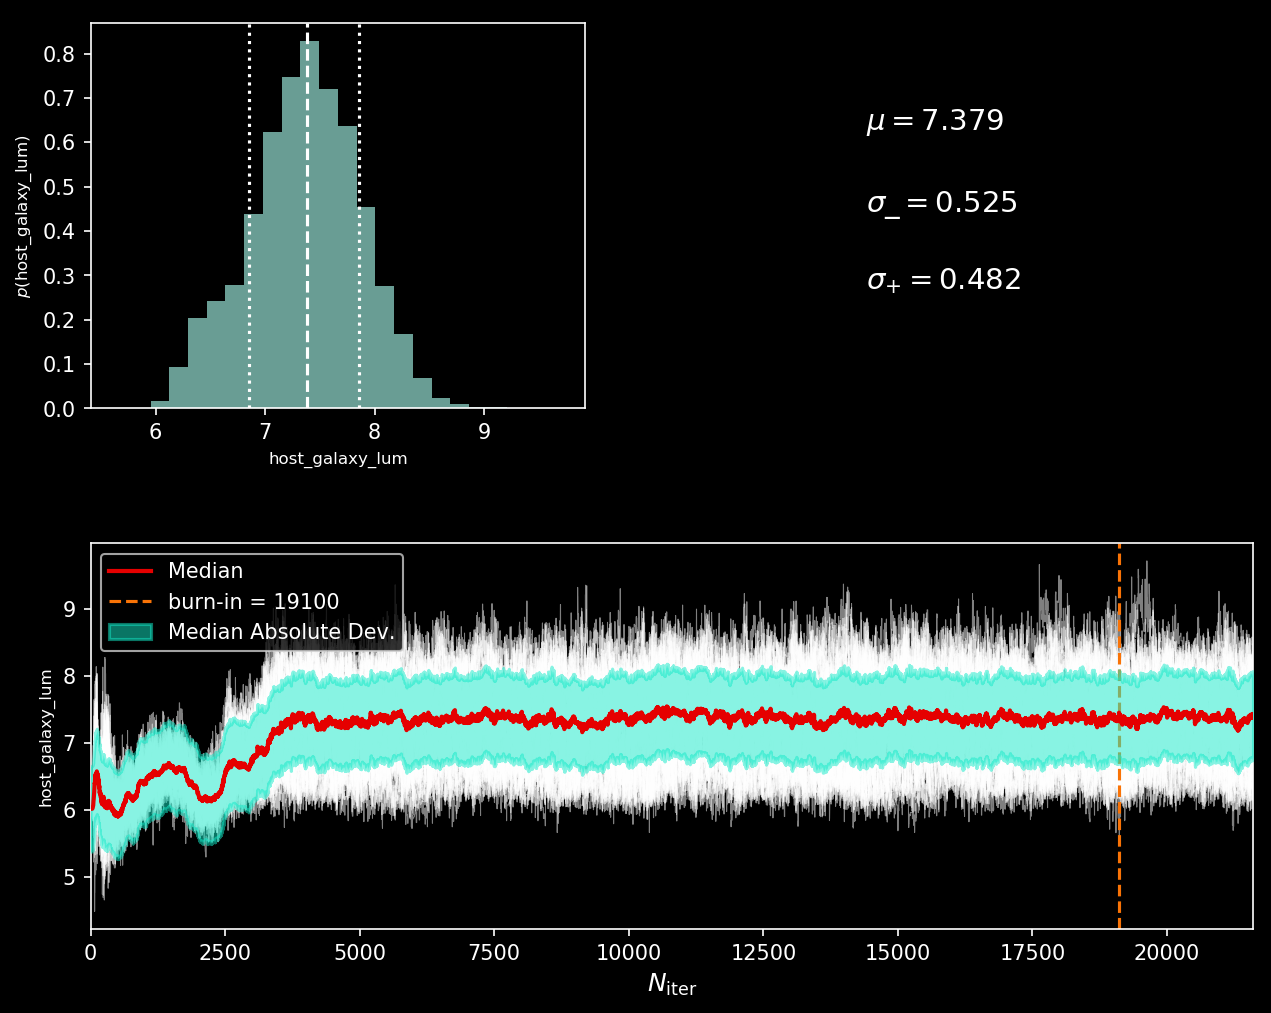 0.8
0.7
0.6
0.5
0.4
0.3
0.2
0.1
0.0
p(host_galaxy_lum)
6 7 8 9
host_galaxy_lum
μ = 7.379
σ₋ = 0.525
σ₊ = 0.482
Median
burn-in = 19100
Median Absolute Dev.
9
8
7
6
5
host_galaxy_lum
0 2500 5000 7500 10000 12500 15000 17500 20000
N_iter